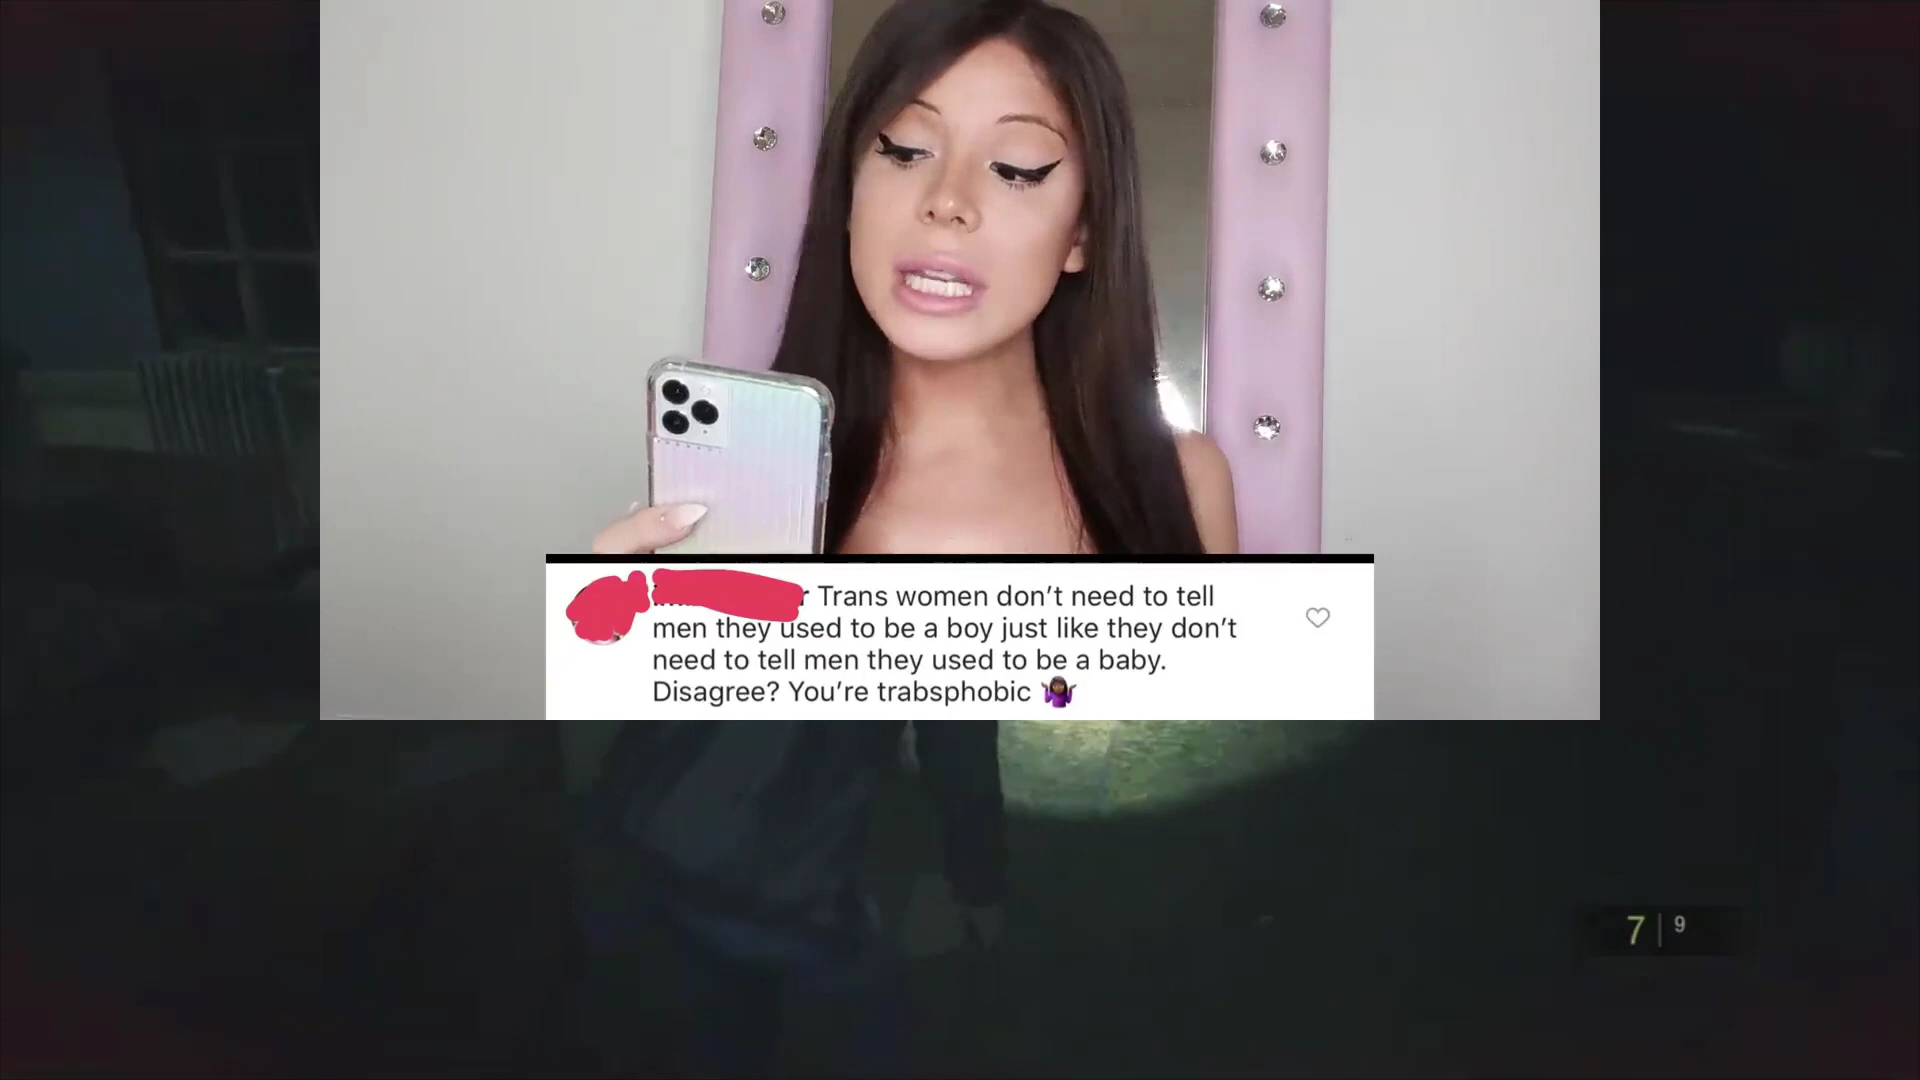 Trans women don’t need to tell
men they used to be a boy just like they don’t
need to tell men they used to be a baby.
Disagree? You’re trabsphobic 🤷🏾‍♀️
7 | 9